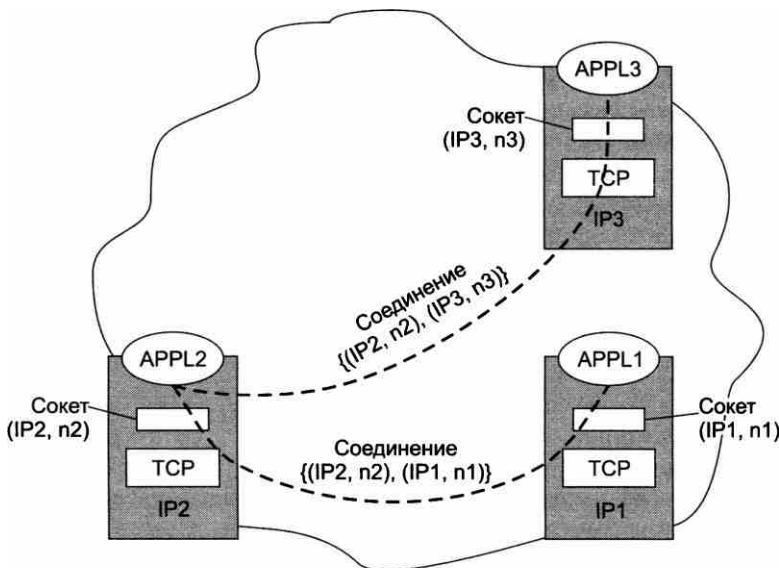 APPL3
Сокет
(IP3, n3)
TCP
IP3
Соединение
{(IP2, n2), (IP3, n3)}
APPL2
Сокет
(IP2, n2)
TCP
IP2
Соединение
{(IP2, n2), (IP1, n1)}
APPL1
Сокет
(IP1, n1)
TCP
IP1